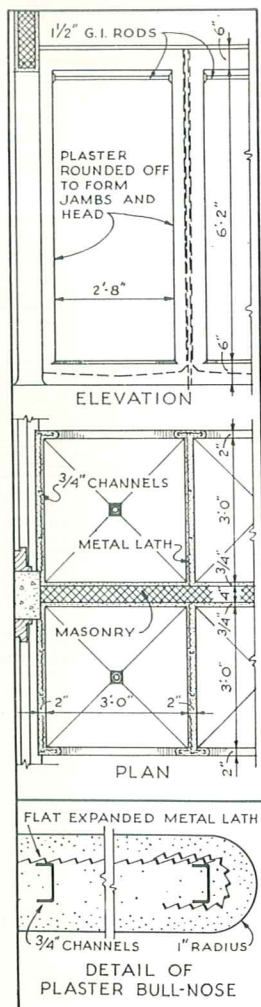 1 1/2" G.I. RODS
6"
PLASTER
ROUNDED OFF
TO FORM
JAMBS AND
HEAD
6'-2"
2'-8"
6"
ELEVATION
2"
3/4" CHANNELS
3'-0"
METAL LATH
3/4"
4"
MASONRY
3/4"
3'-0"
2" 3'-0" 2"
2"
PLAN
FLAT EXPANDED METAL LATH
3/4" CHANNELS 1" RADIUS
DETAIL OF
PLASTER BULL-NOSE